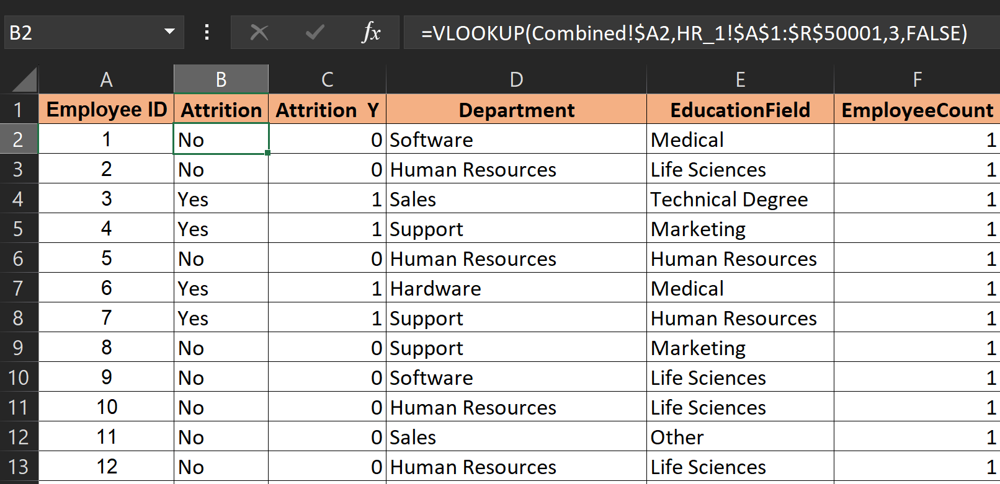 B2 fx =VLOOKUP(Combined!$A2,HR_1!$A$1:$R$50001,3,FALSE)
A B C D E F
1 Employee ID Attrition Attrition Y Department EducationField EmployeeCount
2 1 No 0 Software Medical 1
3 2 No 0 Human Resources Life Sciences 1
4 3 Yes 1 Sales Technical Degree 1
5 4 Yes 1 Support Marketing 1
6 5 No 0 Human Resources Human Resources 1
7 6 Yes 1 Hardware Medical 1
8 7 Yes 1 Support Human Resources 1
9 8 No 0 Support Marketing 1
10 9 No 0 Software Life Sciences 1
11 10 No 0 Human Resources Life Sciences 1
12 11 No 0 Sales Other 1
13 12 No 0 Human Resources Life Sciences 1